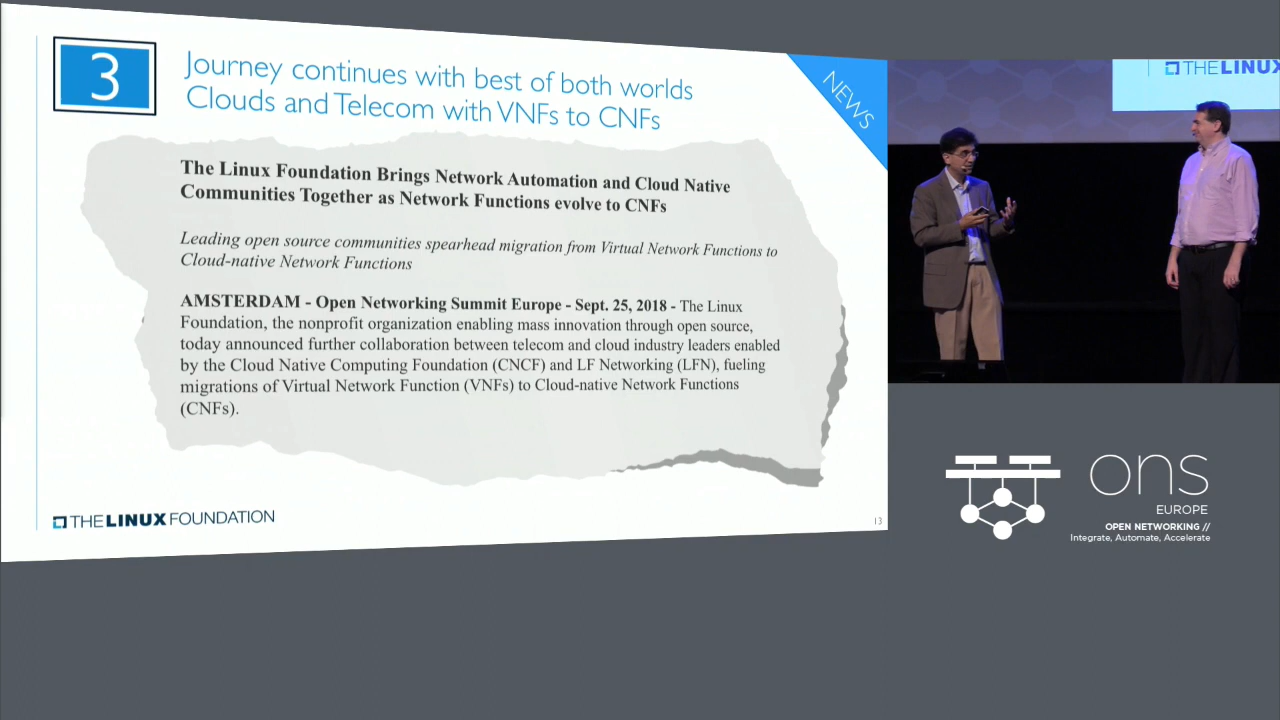 3
Journey continues with best of both worlds
Clouds and Telecom with VNFs to CNFs
NEWS
The Linux Foundation Brings Network Automation and Cloud Native
Communities Together as Network Functions evolve to CNFs
Leading open source communities spearhead migration from Virtual Network Functions to
Cloud-native Network Functions
AMSTERDAM - Open Networking Summit Europe - Sept. 25, 2018 - The Linux
Foundation, the nonprofit organization enabling mass innovation through open source,
today announced further collaboration between telecom and cloud industry leaders enabled
by the Cloud Native Computing Foundation (CNCF) and LF Networking (LFN), fueling
migrations of Virtual Network Function (VNFs) to Cloud-native Network Functions
(CNFs).
THE LINUX FOUNDATION
13
THE LINUX
ons
EUROPE
OPEN NETWORKING //
Integrate, Automate, Accelerate